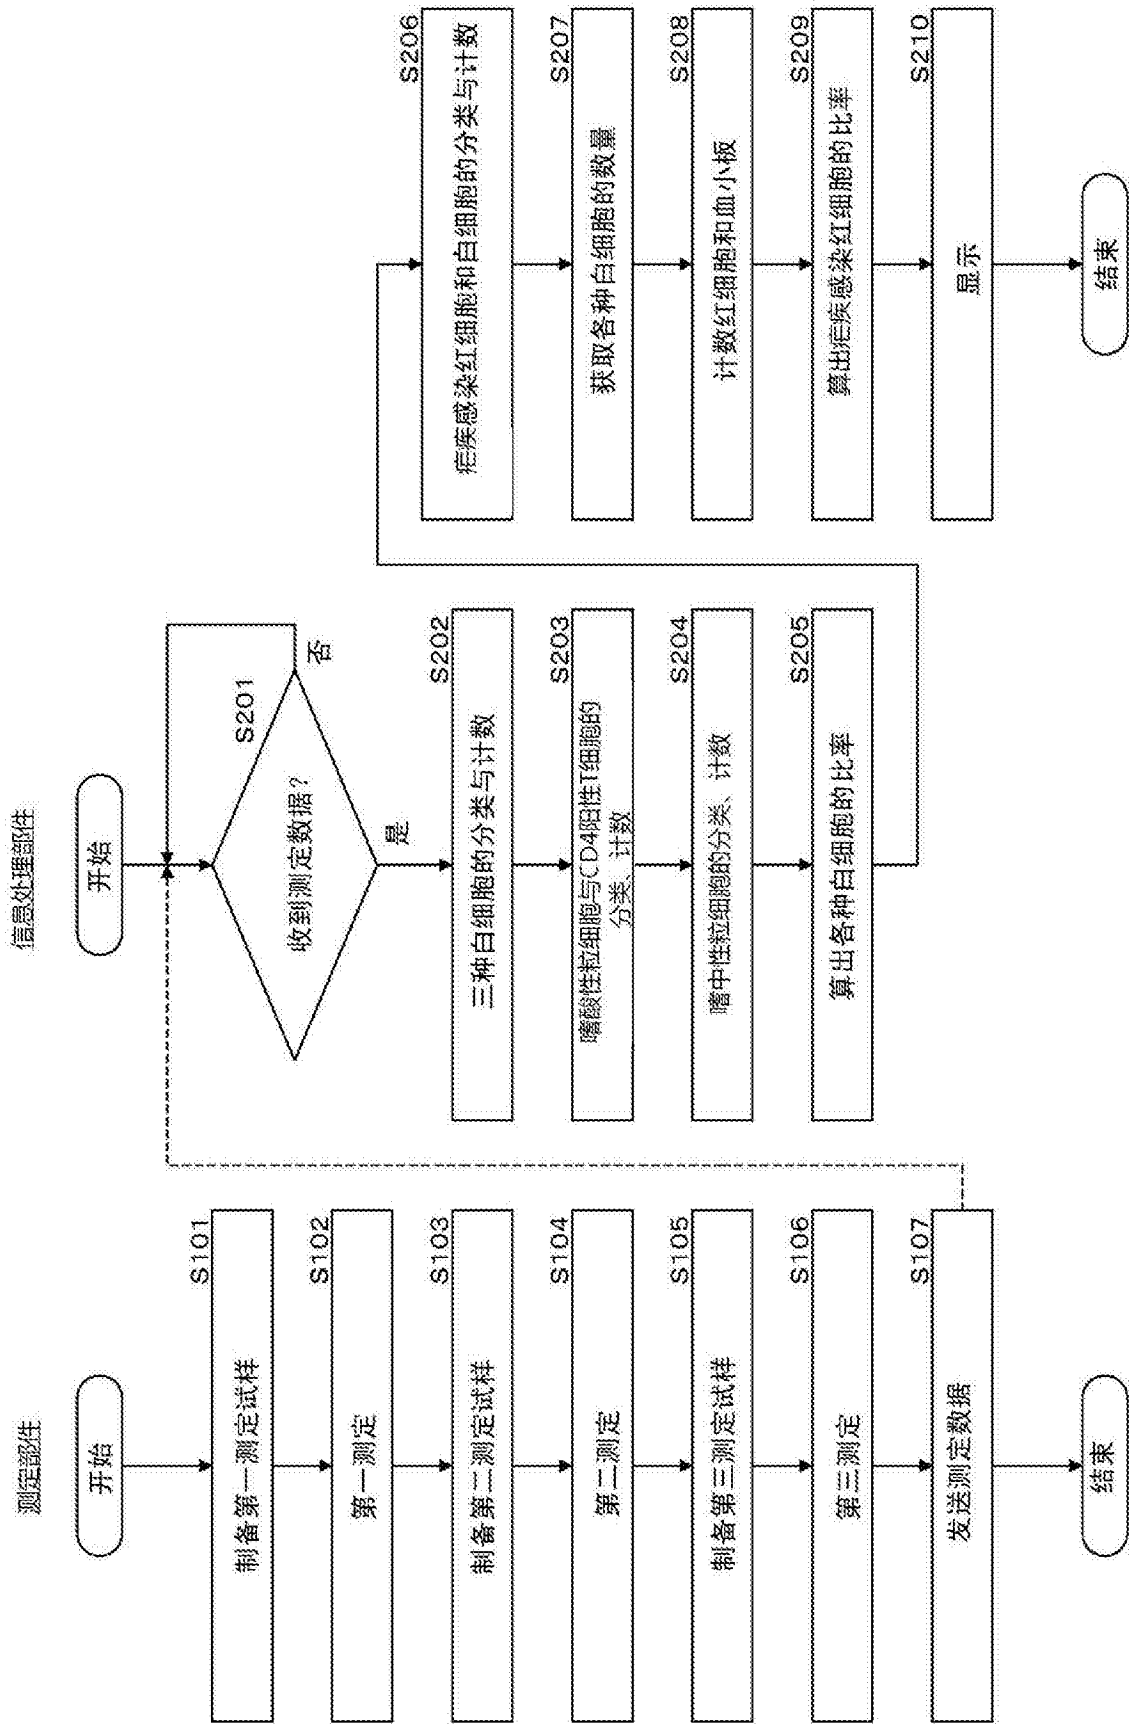 测定部件
开始
S101
制备第一测定试样
S102
第一测定
S103
制备第二测定试样
S104
第二测定
S105
制备第三测定试样
S106
第三测定
S107
发送测定数据
结束
信息处理部件
开始
S201
收到测定数据？
否
是
S202
三种白细胞的分类与计数
S203
嗜酸性粒细胞与CD4阳性T细胞的
分类、计数
S204
嗜中性粒细胞的分类、计数
S205
算出各种白细胞的比率
S206
疟疾感染红细胞和白细胞的分类与计数
S207
获取各种白细胞的数量
S208
计数红细胞和血小板
S209
算出疟疾感染红细胞的比率
S210
显示
结束